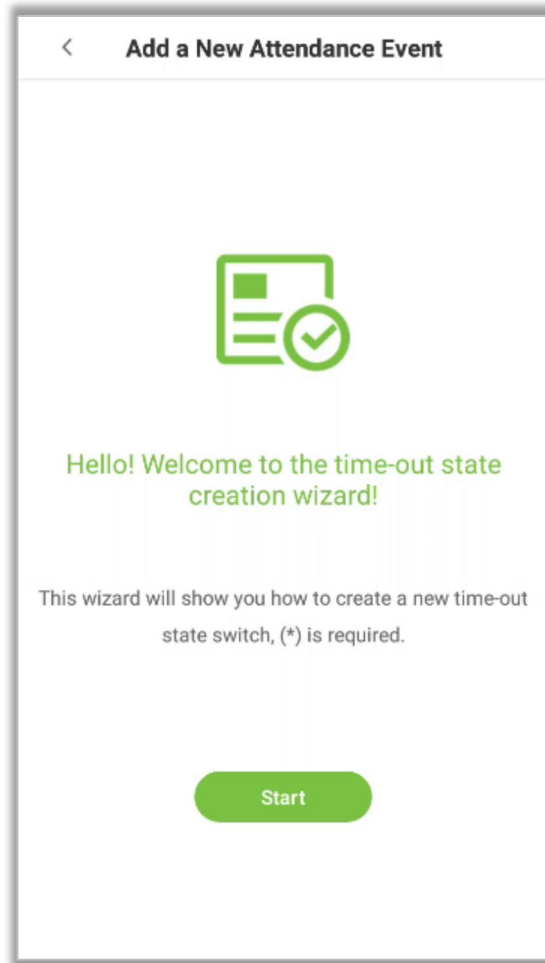 Add a New Attendance Event
Hello! Welcome to the time-out state
creation wizard!
This wizard will show you how to create a new time-out
state switch, (*) is required.
Start